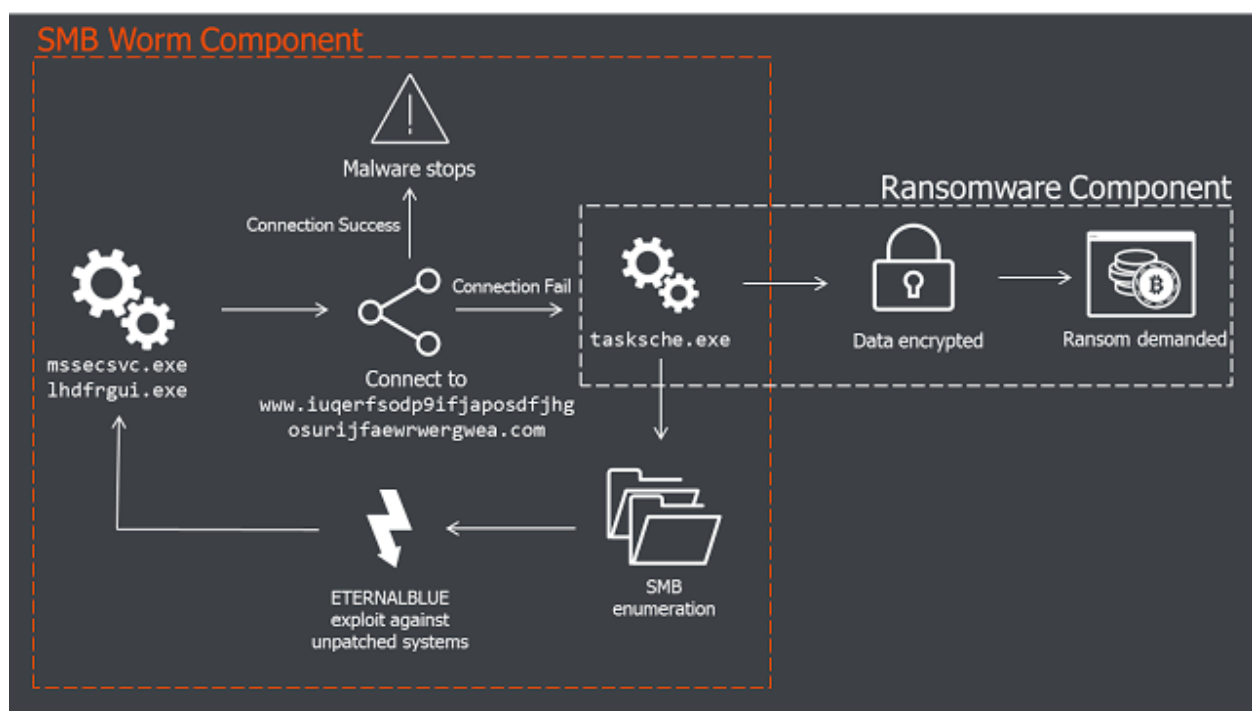 SMB Worm Component
Malware stops
Ransomware Component
Connection Success
Connection Fail
mssecsvc.exe
lhdfrgui.exe
Connect to
www.iuqerfsodp9ifjaposdfjhg
osurijfaewrwergwea.com
tasksche.exe
Data encrypted
Ransom demanded
ETERNALBLUE
exploit against
unpatched systems
SMB
enumeration